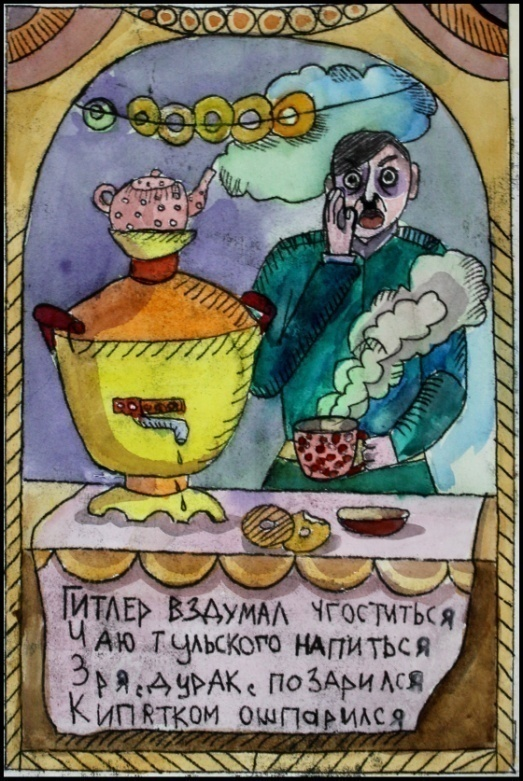 Гитлер вздумал угоститься
Чаю тульского напиться
Зря, дурак, позарился
Кипятком ошпарился